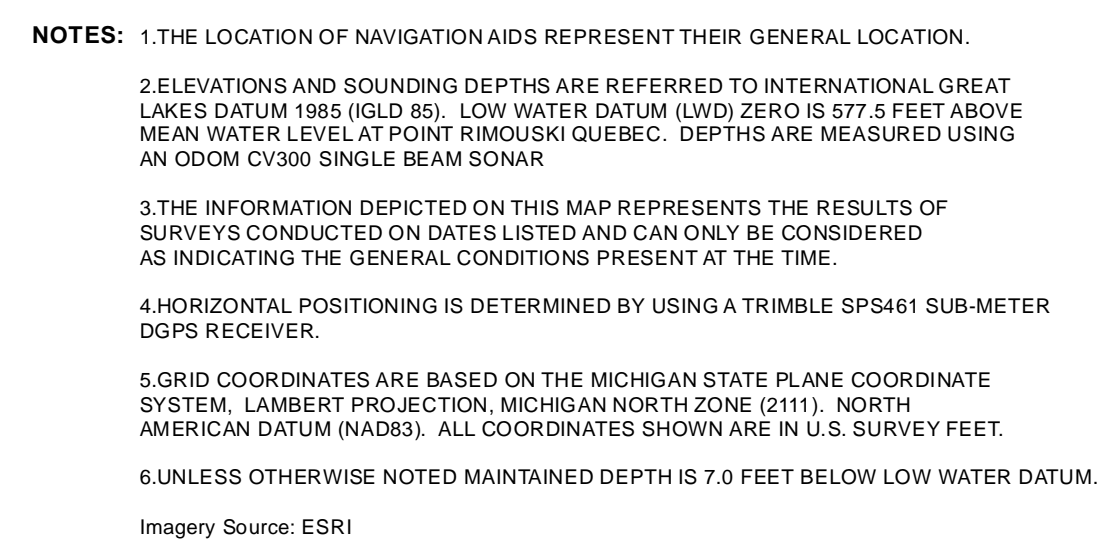 NOTES: 1.THE LOCATION OF NAVIGATION AIDS REPRESENT THEIR GENERAL LOCATION.
2.ELEVATIONS AND SOUNDING DEPTHS ARE REFERRED TO INTERNATIONAL GREAT
LAKES DATUM 1985 (IGLD 85). LOW WATER DATUM (LWD) ZERO IS 577.5 FEET ABOVE
MEAN WATER LEVEL AT POINT RIMOUSKI QUEBEC. DEPTHS ARE MEASURED USING
AN ODOM CV300 SINGLE BEAM SONAR
3.THE INFORMATION DEPICTED ON THIS MAP REPRESENTS THE RESULTS OF
SURVEYS CONDUCTED ON DATES LISTED AND CAN ONLY BE CONSIDERED
AS INDICATING THE GENERAL CONDITIONS PRESENT AT THE TIME.
4.HORIZONTAL POSITIONING IS DETERMINED BY USING A TRIMBLE SPS461 SUB-METER
DGPS RECEIVER.
5.GRID COORDINATES ARE BASED ON THE MICHIGAN STATE PLANE COORDINATE
SYSTEM, LAMBERT PROJECTION, MICHIGAN NORTH ZONE (2111). NORTH
AMERICAN DATUM (NAD83). ALL COORDINATES SHOWN ARE IN U.S. SURVEY FEET.
6.UNLESS OTHERWISE NOTED MAINTAINED DEPTH IS 7.0 FEET BELOW LOW WATER DATUM.
Imagery Source: ESRI